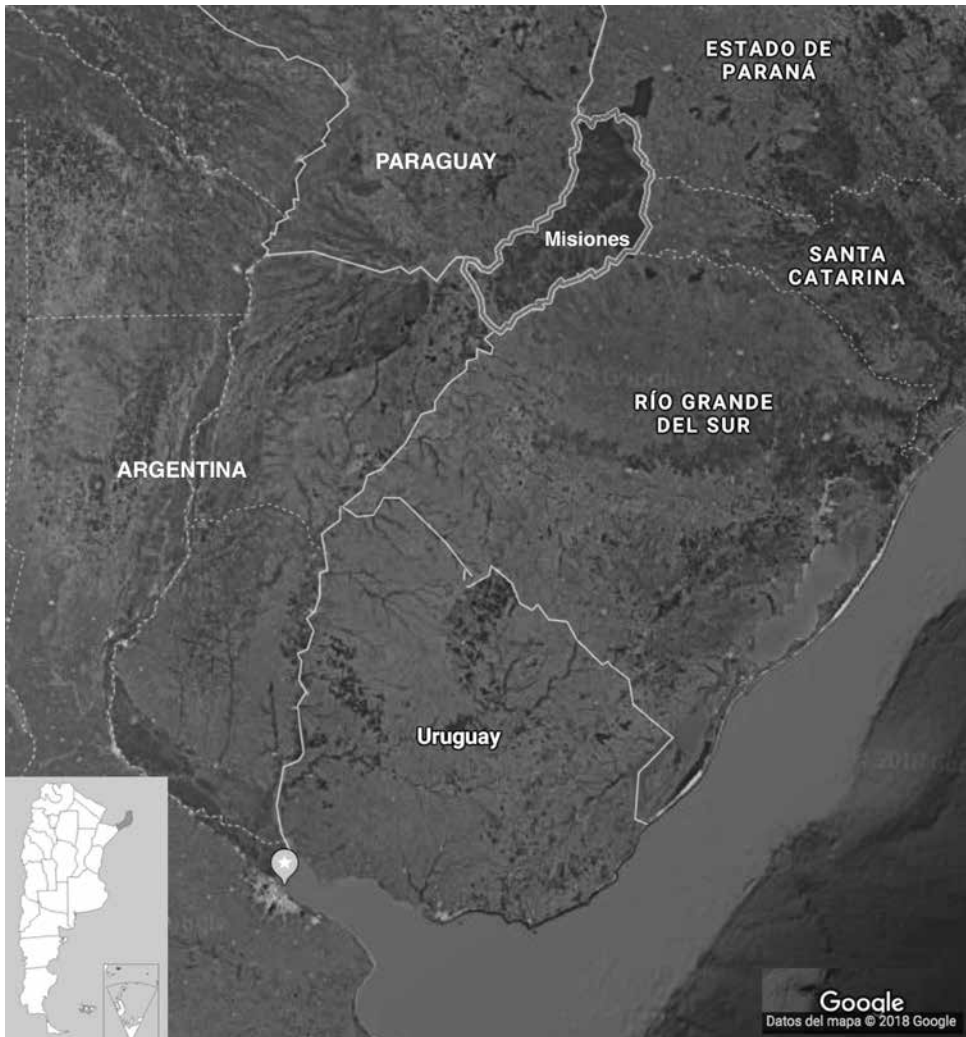 ESTADO DE
PARANÁ
PARAGUAY
Misiones
SANTA
CATARINA
RÍO GRANDE
DEL SUR
ARGENTINA
Uruguay
Google
Datos del mapa © 2018 Google